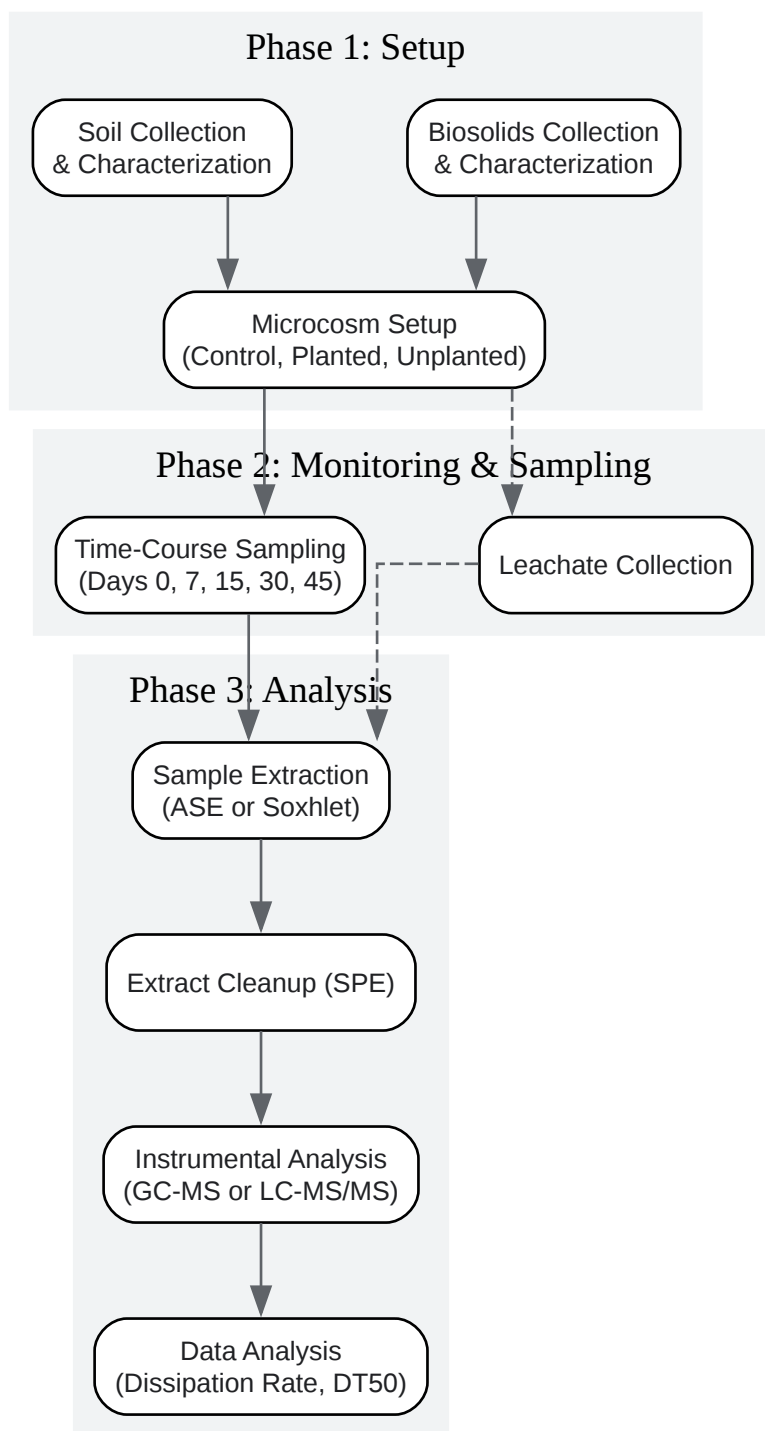 Phase 1: Setup
Soil Collection
& Characterization
Biosolids Collection
& Characterization
Microcosm Setup
(Control, Planted, Unplanted)
Phase 2: Monitoring & Sampling
Time-Course Sampling
(Days 0, 7, 15, 30, 45)
Leachate Collection
Phase 3: Analysis
Sample Extraction
(ASE or Soxhlet)
Extract Cleanup (SPE)
Instrumental Analysis
(GC-MS or LC-MS/MS)
Data Analysis
(Dissipation Rate, DT50)